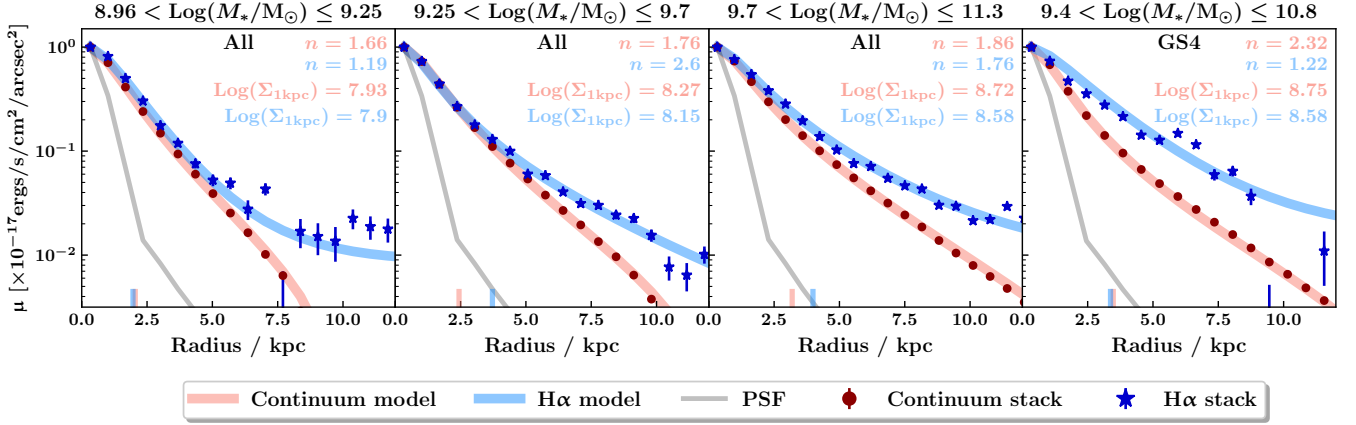 8.96 < Log(M*/M⊙) ≤ 9.25
9.25 < Log(M*/M⊙) ≤ 9.7
9.7 < Log(M*/M⊙) ≤ 11.3
9.4 < Log(M*/M⊙) ≤ 10.8
All
n = 1.66
n = 1.19
Log(Σ1kpc) = 7.93
Log(Σ1kpc) = 7.9
All
n = 1.76
n = 2.6
Log(Σ1kpc) = 8.27
Log(Σ1kpc) = 8.15
All
n = 1.86
n = 1.76
Log(Σ1kpc) = 8.72
Log(Σ1kpc) = 8.58
GS4
n = 2.32
n = 1.22
Log(Σ1kpc) = 8.75
Log(Σ1kpc) = 8.58
μ [×10⁻¹⁷ergs/s/cm²/arcsec²]
10⁰
10⁻¹
10⁻²
0.0 2.5 5.0 7.5 10.0 0.0 2.5 5.0 7.5 10.0 0.0 2.5 5.0 7.5 10.0 0.0 2.5 5.0 7.5 10.0
Radius / kpc Radius / kpc Radius / kpc Radius / kpc
Continuum model Hα model PSF Continuum stack Hα stack